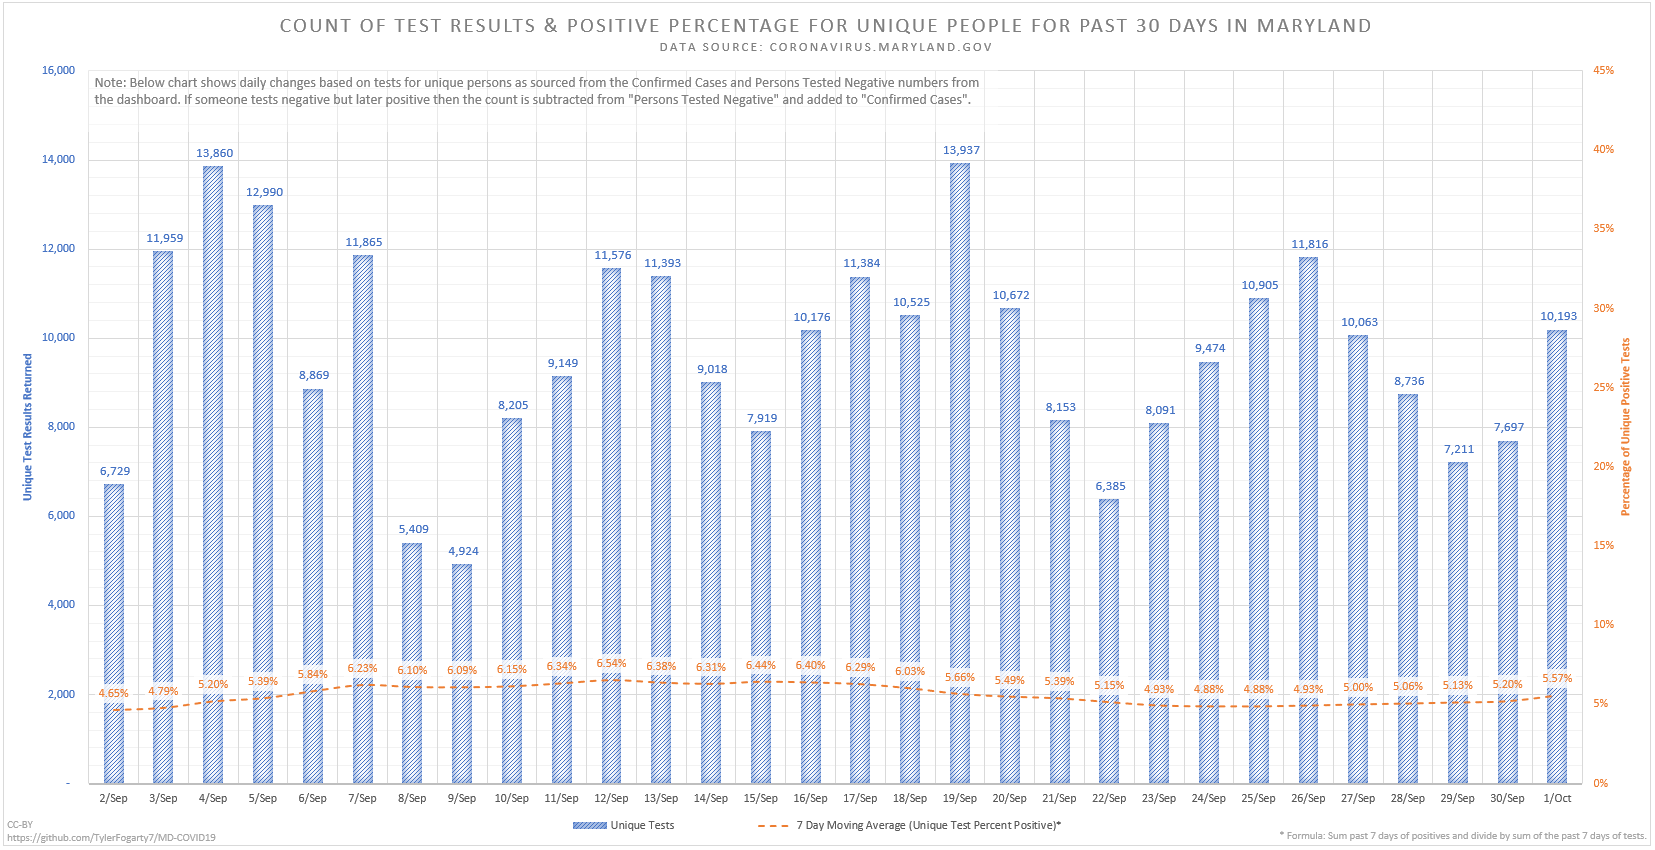 COUNT OF TEST RESULTS & POSITIVE PERCENTAGE FOR UNIQUE PEOPLE FOR PAST 30 DAYS IN MARYLAND
DATA SOURCE: CORONAVIRUS.MARYLAND.GOV
Note: Below chart shows daily changes based on tests for unique persons as sourced from the Confirmed Cases and Persons Tested Negative numbers from
the dashboard. If someone tests negative but later positive then the count is subtracted from "Persons Tested Negative" and added to "Confirmed Cases".
Unique Test Results Returned
16,000
14,000
12,000
10,000
8,000
6,000
4,000
2,000
-
6,729
11,959
13,860
12,990
8,869
11,865
5,409
4,924
8,205
9,149
11,576
11,393
9,018
7,919
10,176
11,384
10,525
13,937
10,672
8,153
6,385
8,091
9,474
10,905
11,816
10,063
8,736
7,211
7,697
10,193
4.65%
4.79%
5.20%
5.39%
5.84%
6.23%
6.10%
6.09%
6.15%
6.34%
6.54%
6.38%
6.31%
6.44%
6.40%
6.29%
6.03%
5.66%
5.49%
5.39%
5.15%
4.93%
4.88%
4.88%
4.93%
5.00%
5.06%
5.13%
5.20%
5.57%
45%
40%
35%
30%
25%
20%
15%
10%
5%
0%
Percentage of Unique Positive Tests
2/Sep
3/Sep
4/Sep
5/Sep
6/Sep
7/Sep
8/Sep
9/Sep
10/Sep
11/Sep
12/Sep
13/Sep
14/Sep
15/Sep
16/Sep
17/Sep
18/Sep
19/Sep
20/Sep
21/Sep
22/Sep
23/Sep
24/Sep
25/Sep
26/Sep
27/Sep
28/Sep
29/Sep
30/Sep
1/Oct
Unique Tests
7 Day Moving Average (Unique Test Percent Positive)*
CC-BY
https://github.com/TylerFogarty7/MD-COVID19
* Formula: Sum past 7 days of positives and divide by sum of the past 7 days of tests.